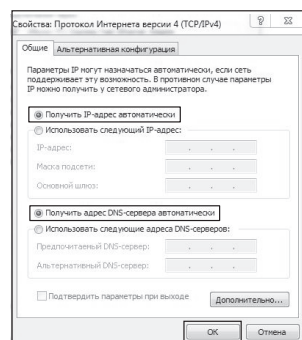 Свойства: Протокол Интернета версии 4 (TCP/IPv4)
Общие
Альтернативная конфигурация
Параметры IP могут назначаться автоматически, если сеть
поддерживает эту возможность. В противном случае параметры
IP можно получить у сетевого администратора.
Получить IP-адрес автоматически
Использовать следующий IP-адрес:
IP-адрес:
Маска подсети:
Основной шлюз:
Получить адрес DNS-сервера автоматически
Использовать следующие адреса DNS-серверов:
Предпочитаемый DNS-сервер:
Альтернативный DNS-сервер:
Подтвердить параметры при выходе
Дополнительно...
OK
Отмена